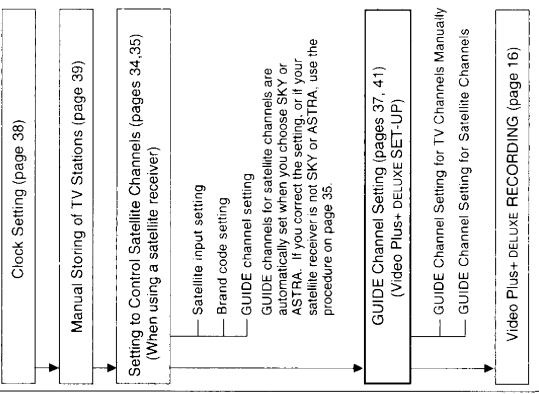 Clock Setting (page 38)
Manual Storing of TV Stations (page 39)
Setting to Control Satellite Channels (pages 34,35)
(When using a satellite receiver)
Satellite input setting
Brand code setting
GUIDE channel setting
GUIDE channels for satellite channels are
automatically set when you choose SKY or
ASTRA. If you correct the setting, or if your
satellite receiver is not SKY or ASTRA, use the
procedure on page 35.
GUIDE Channel Setting (pages 37, 41)
(Video Plus+ DELUXE SET-UP)
GUIDE Channel Setting for TV Channels Manually
GUIDE Channel Setting for Satellite Channels
Video Plus+ DELUXE RECORDING (page 16)